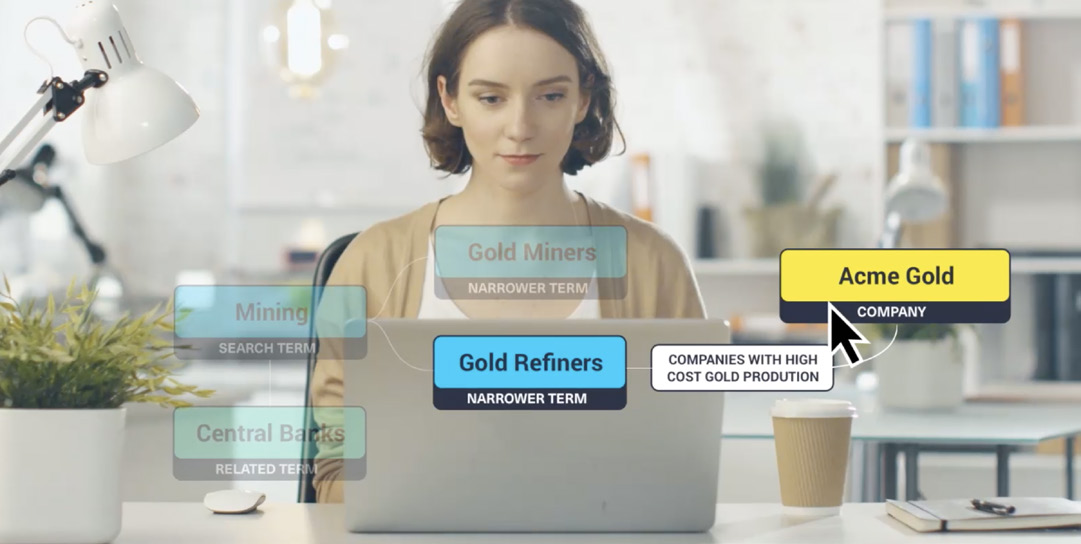 Gold Miners
NARROWER TERM
Mining
SEARCH TERM
Central Banks
RELATED TERM
Gold Refiners
NARROWER TERM
COMPANIES WITH HIGH
COST GOLD PRODUTION
Acme Gold
COMPANY